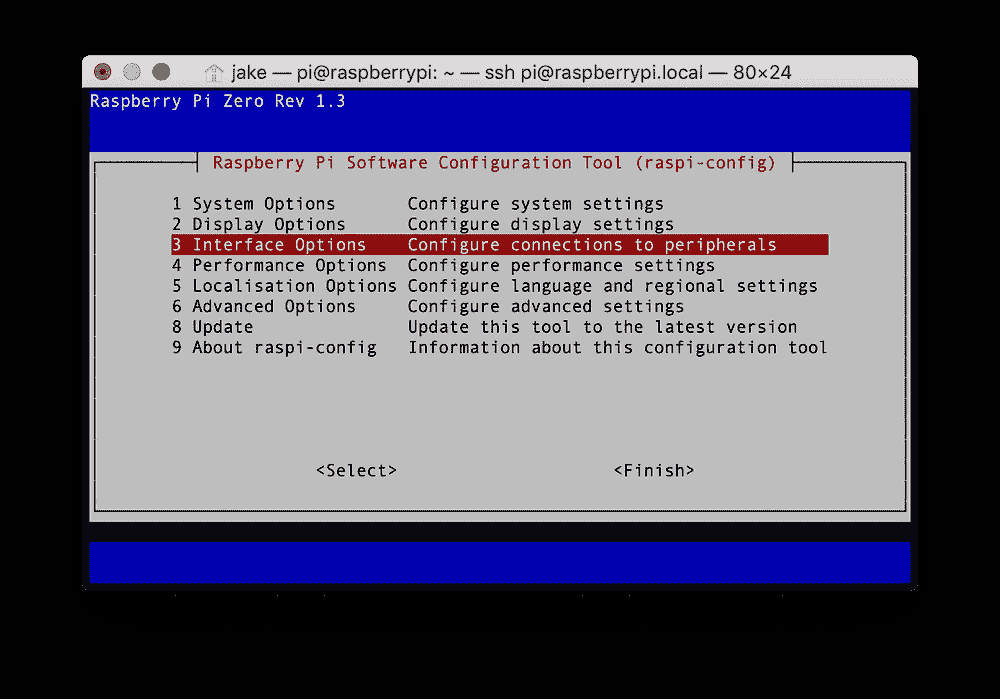 jake — pi@raspberrypi: ~ — ssh pi@raspberrypi.local — 80×24
Raspberry Pi Zero Rev 1.3
Raspberry Pi Software Configuration Tool (raspi-config)
1 System Options Configure system settings
2 Display Options Configure display settings
3 Interface Options Configure connections to peripherals
4 Performance Options Configure performance settings
5 Localisation Options Configure language and regional settings
6 Advanced Options Configure advanced settings
8 Update Update this tool to the latest version
9 About raspi-config Information about this configuration tool
<Select> <Finish>